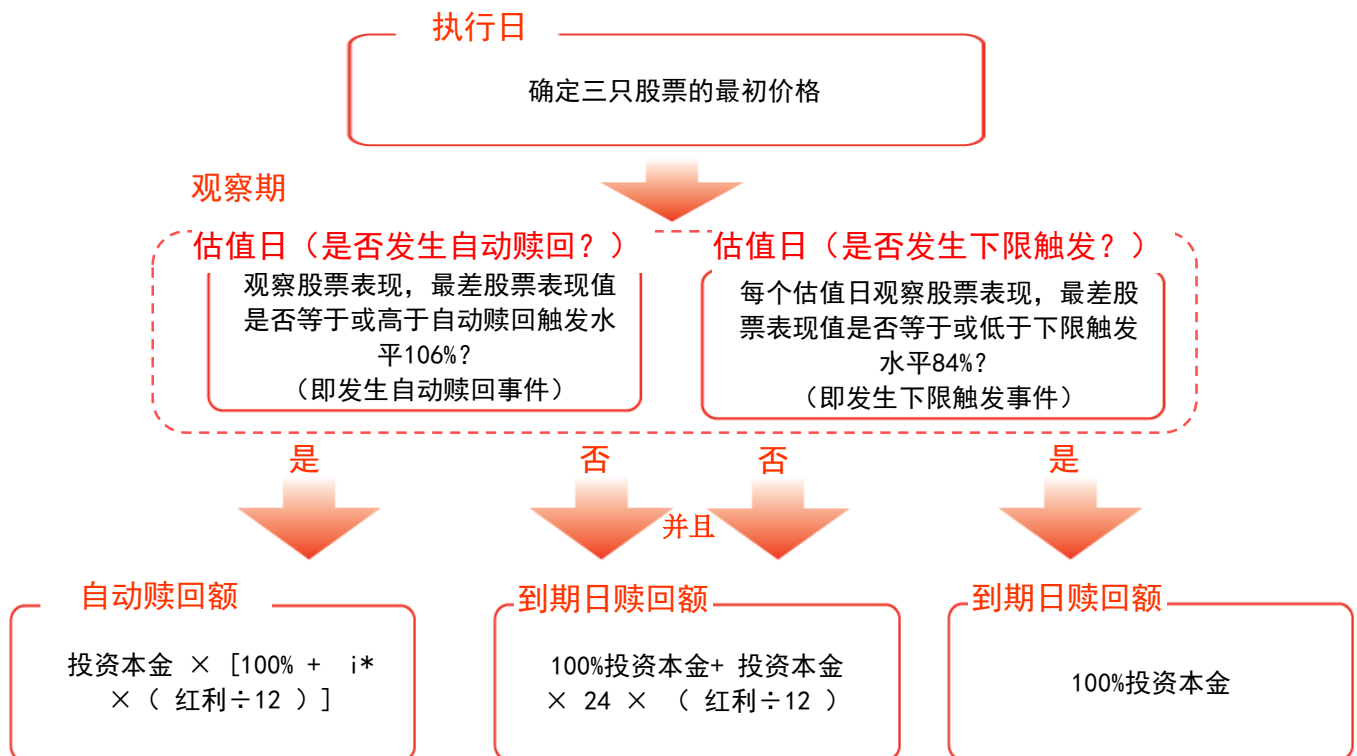 执行日
确定三只股票的最初价格
观察期
估值日（是否发生自动赎回？）
观察股票表现，最差股票表现值
是否等于或高于自动赎回触发水
平106%?
（即发生自动赎回事件）
估值日（是否发生下限触发？）
每个估值日观察股票表现，最差股
票表现值是否等于或低于下限触发
水平84%?
（即发生下限触发事件）
是
否
否
是
并且
自动赎回额
投资本金 × [100% + i*
×（ 红利÷12 ）]
到期日赎回额
100%投资本金+ 投资本金
× 24 × （ 红利÷12 ）
到期日赎回额
100%投资本金